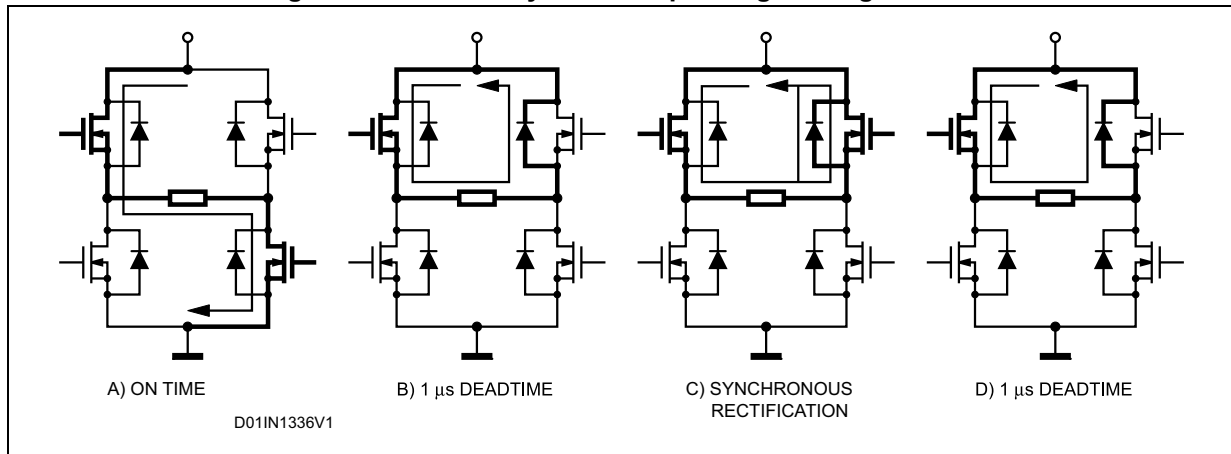 A) ON TIME
B) 1 μs DEADTIME
C) SYNCHRONOUS
RECTIFICATION
D) 1 μs DEADTIME
D01IN1336V1